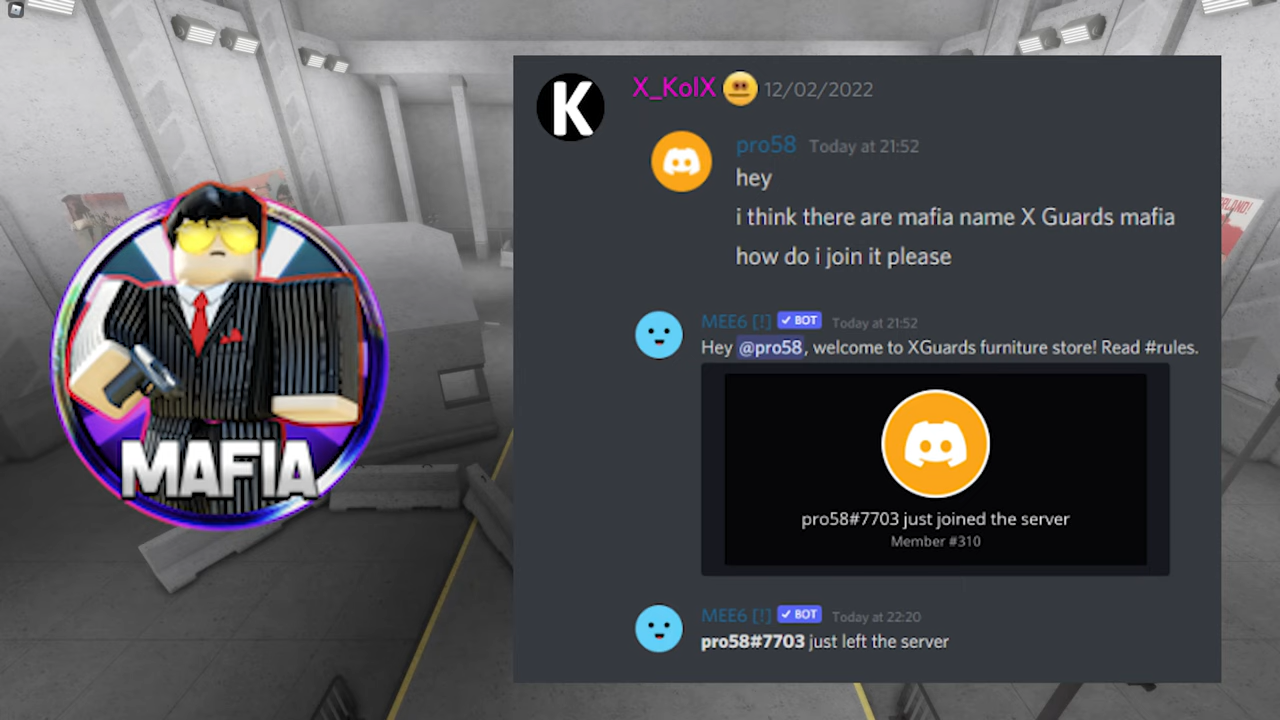 MAFIA
K
X_KolX 12/02/2022
pro58 Today at 21:52
hey
i think there are mafia name X Guards mafia
how do i join it please
MEE6 [!] ✓ BOT Today at 21:52
Hey @pro58, welcome to XGuards furniture store! Read #rules.
pro58#7703 just joined the server
Member #310
MEE6 [!] ✓ BOT Today at 22:20
pro58#7703 just left the server